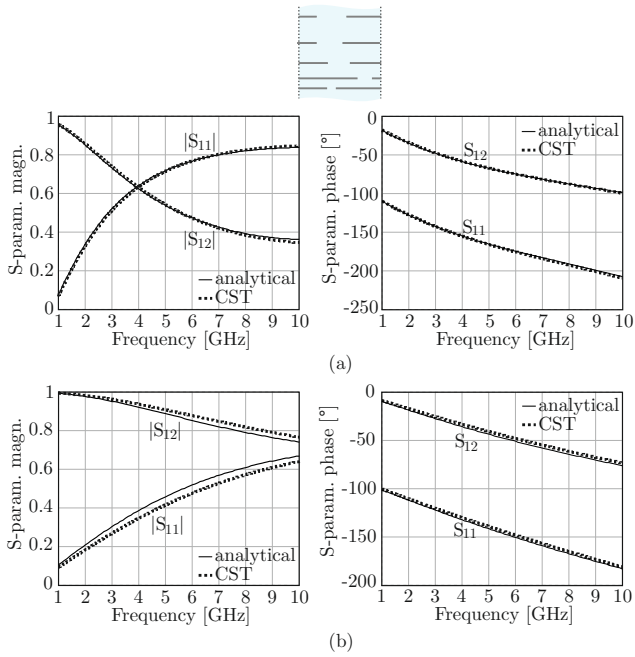 1
0.8
0.6
0.4
0.2
0
S-param. magn.
|S11|
|S12|
analytical
CST
1 2 3 4 5 6 7 8 9 10
Frequency [GHz]
0
-50
-100
-150
-200
-250
S-param. phase [°]
analytical
CST
S12
S11
1 2 3 4 5 6 7 8 9 10
Frequency [GHz]
(a)
1
0.8
0.6
0.4
0.2
0
S-param. magn.
|S12|
|S11|
analytical
CST
1 2 3 4 5 6 7 8 9 10
Frequency [GHz]
0
-50
-100
-150
-200
S-param. phase [°]
analytical
CST
S12
S11
1 2 3 4 5 6 7 8 9 10
Frequency [GHz]
(b)